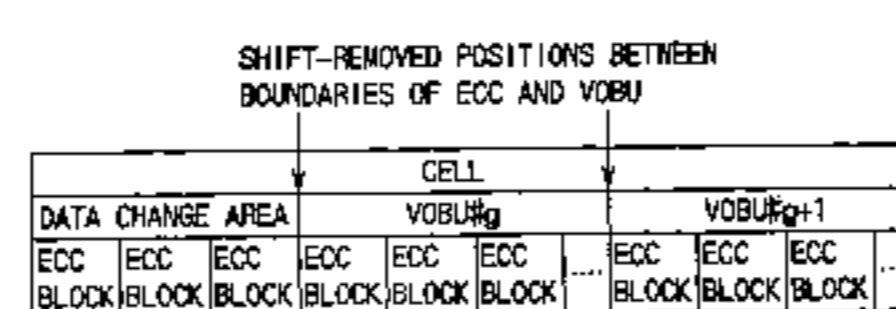 SHIFT-REMOVED POSITIONS BETWEEN
BOUNDARIES OF ECC AND VOBU
CELL
DATA CHANGE AREA VOBU#g VOBU#g+1
ECC ECC ECC ECC ECC ECC ..... ECC ECC ECC ...
BLOCK BLOCK BLOCK BLOCK BLOCK BLOCK BLOCK BLOCK BLOCK